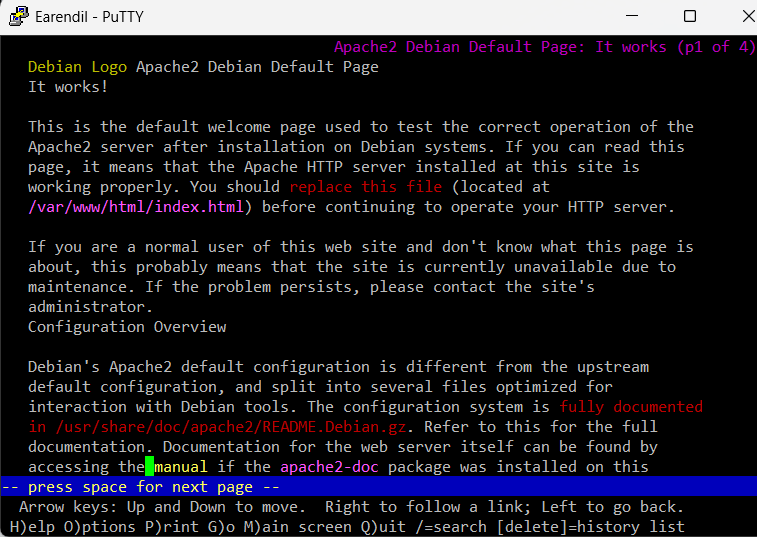 Earendil - PuTTY
Apache2 Debian Default Page: It works (p1 of 4)
Debian Logo Apache2 Debian Default Page
It works!
This is the default welcome page used to test the correct operation of the
Apache2 server after installation on Debian systems. If you can read this
page, it means that the Apache HTTP server installed at this site is
working properly. You should replace this file (located at
/var/www/html/index.html) before continuing to operate your HTTP server.
If you are a normal user of this web site and don't know what this page is
about, this probably means that the site is currently unavailable due to
maintenance. If the problem persists, please contact the site's
administrator.
Configuration Overview
Debian's Apache2 default configuration is different from the upstream
default configuration, and split into several files optimized for
interaction with Debian tools. The configuration system is fully documented
in /usr/share/doc/apache2/README.Debian.gz. Refer to this for the full
documentation. Documentation for the web server itself can be found by
accessing the manual if the apache2-doc package was installed on this
-- press space for next page --
Arrow keys: Up and Down to move.  Right to follow a link; Left to go back.
H)elp O)ptions P)rint G)o M)ain screen Q)uit /=search [delete]=history list